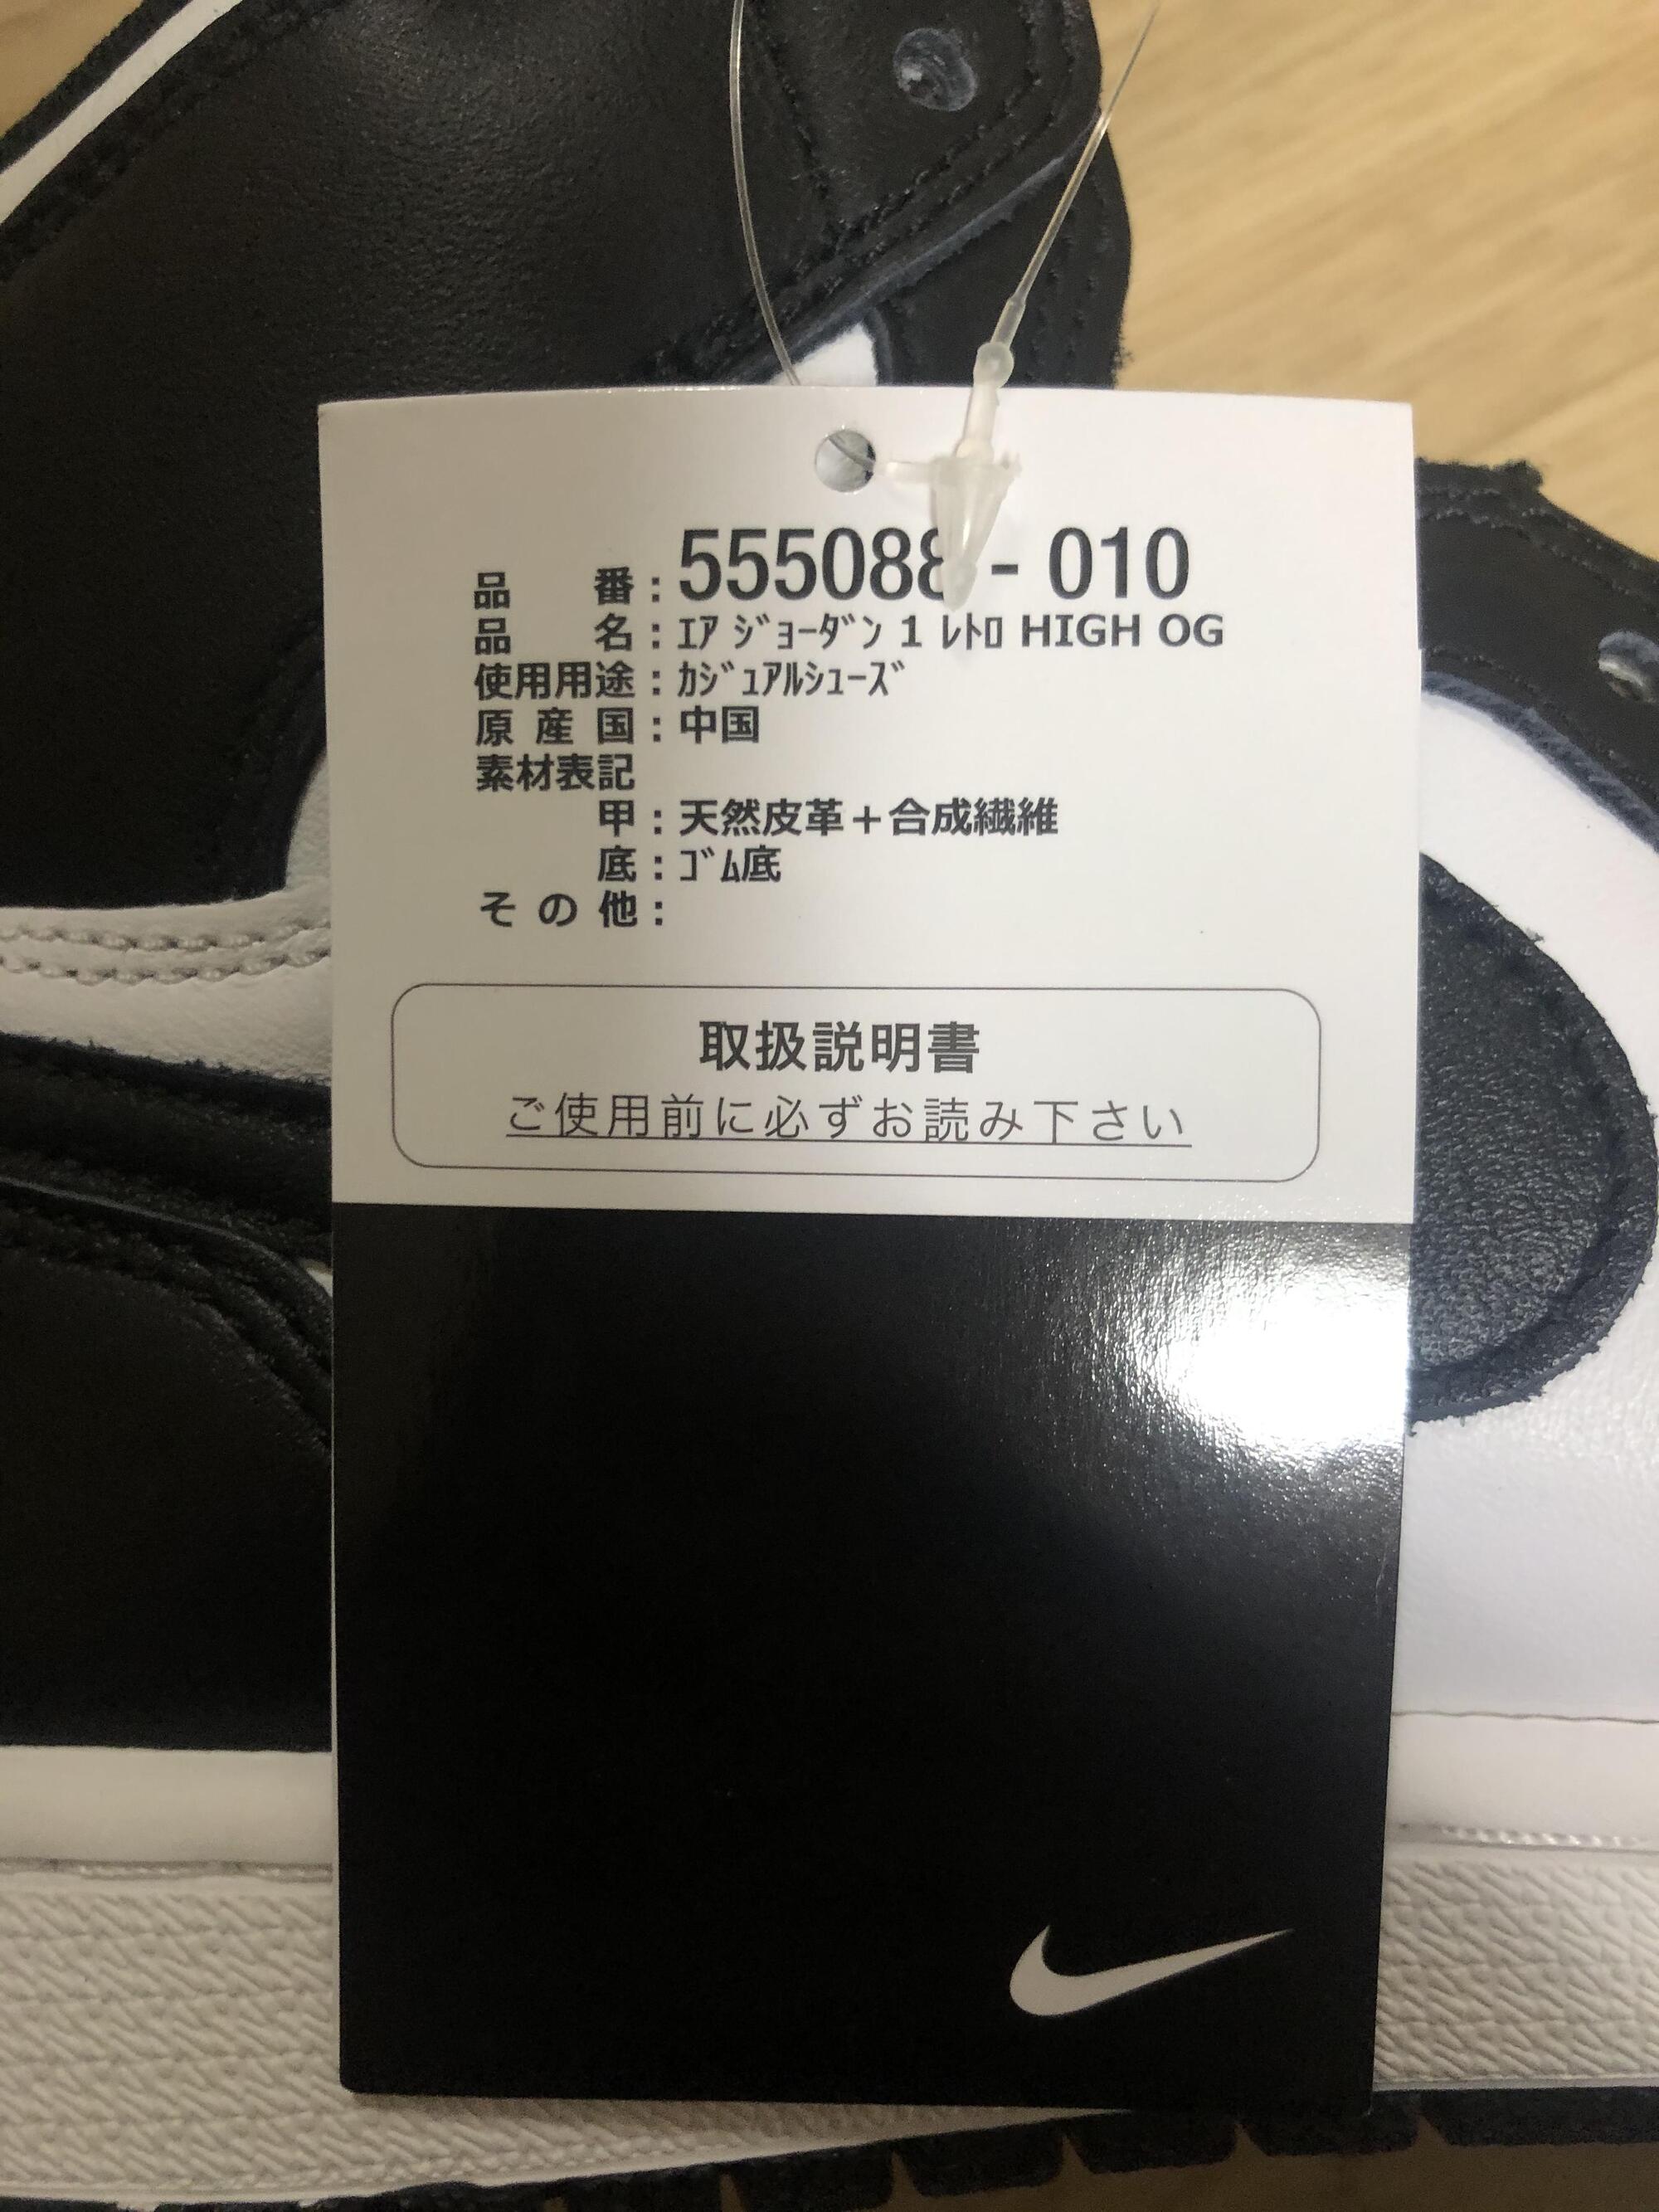 品番：555088 - 010
品名：ｴｱ ｼﾞｮｰﾀﾞﾝ 1 ﾚﾄﾛ HIGH OG
使用用途：ｶｼﾞｭｱﾙｼｭｰｽﾞ
原産国：中国
素材表記
甲：天然皮革＋合成繊維
底：ｺﾞﾑ底
その他：
取扱説明書
ご使用前に必ずお読み下さい